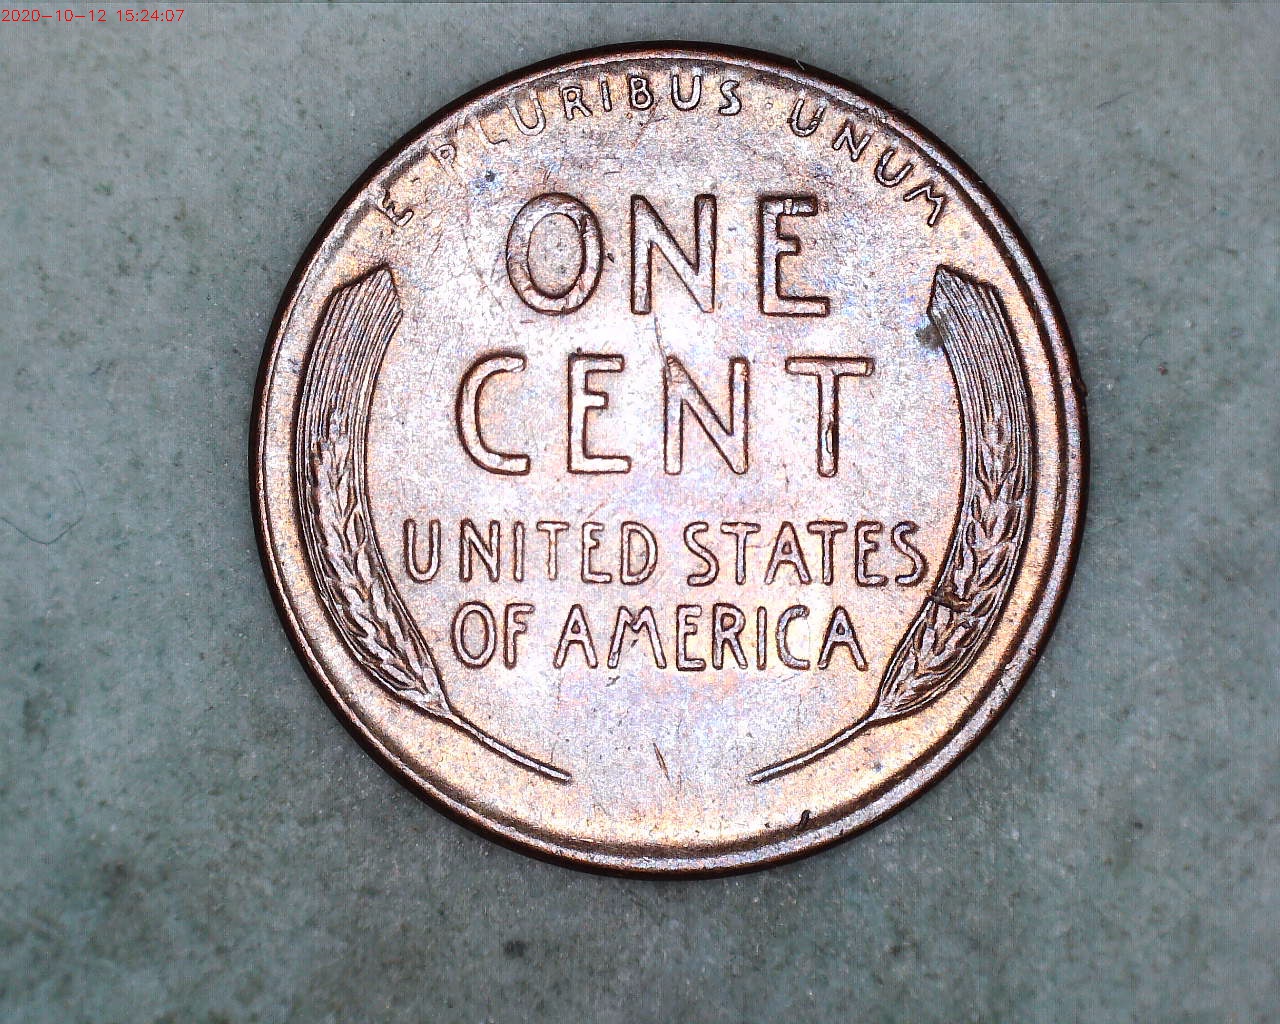 2020-10-12 15:24:07
E · PLURIBUS · UNUM
ONE
CENT
UNITED STATES
OF AMERICA